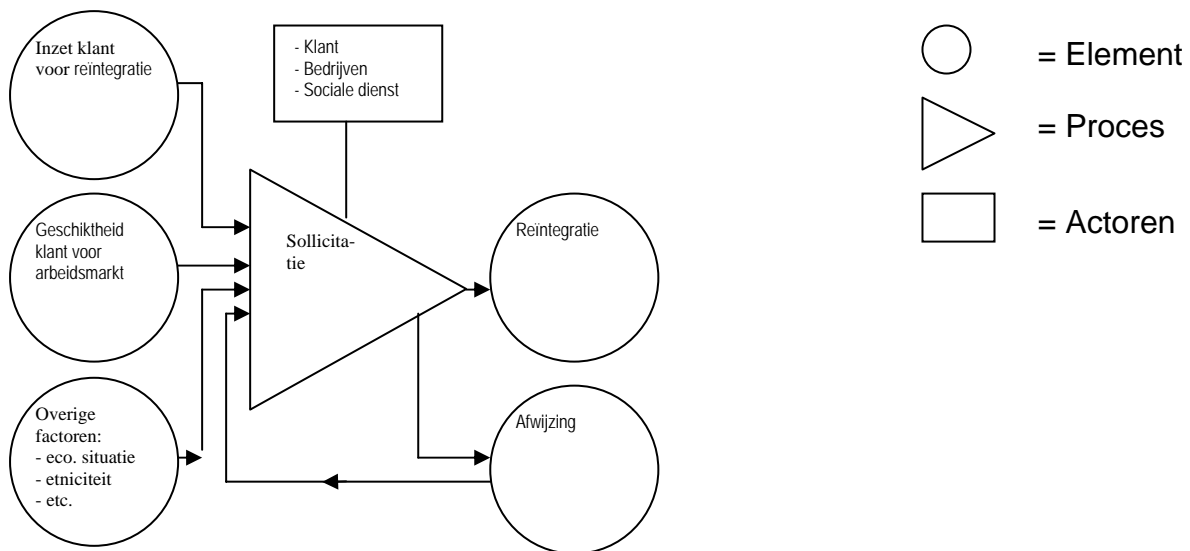 Inzet klant
voor reïntegratie
- Klant
- Bedrijven
- Sociale dienst
= Element
= Proces
= Actoren
Geschiktheid
klant voor
arbeidsmarkt
Sollicita-
tie
Reïntegratie
Overige
factoren:
- eco. situatie
- etniciteit
- etc.
Afwijzing